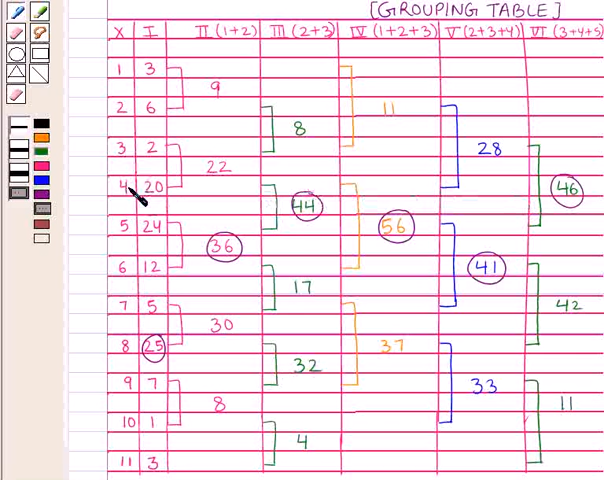 [GROUPING TABLE]
X I II (1+2) III (2+3) IV (1+2+3) V (2+3+4) VI (3+4+5)
1 3
9
2 6 11
8
3 2 28
22
4 20 46
44
5 24 56
36
6 12 41
17
7 5 42
30
8 25 37
32
9 7 33
8 11
10 1
4
11 3